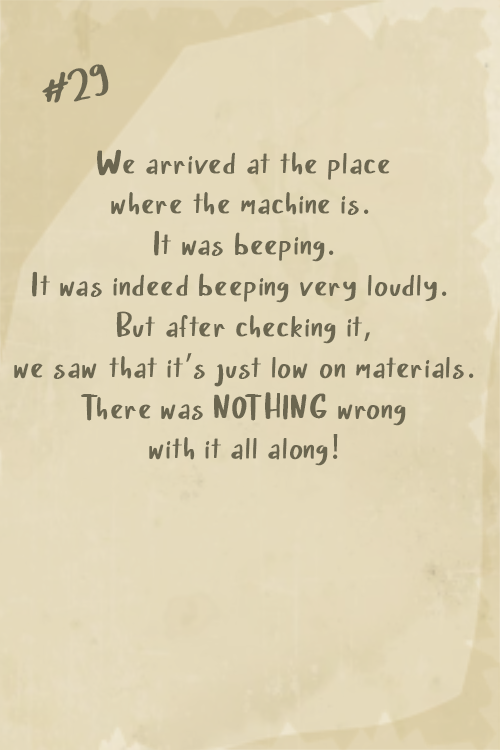 #29
We arrived at the place
where the machine is.
It was beeping.
It was indeed beeping very loudly.
But after checking it,
we saw that it's just low on materials.
There was NOTHING wrong
with it all along!